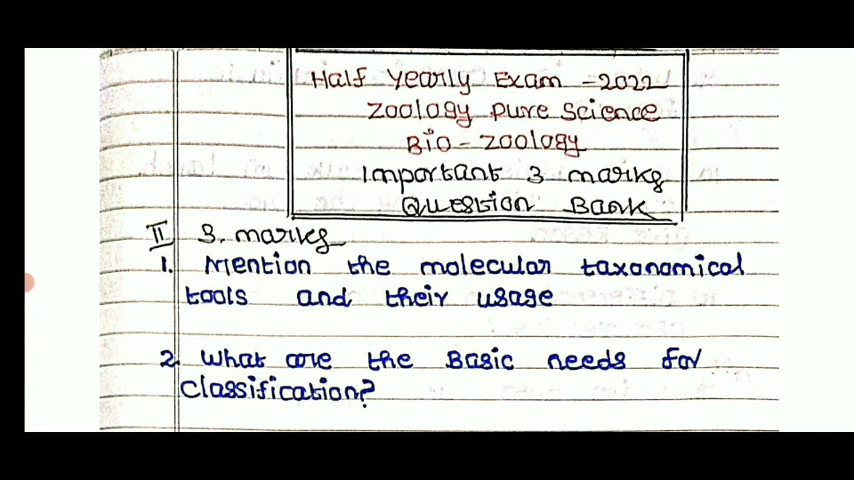 Half Yearly Exam - 2022
Zoology pure science
Bio - zoology
Important 3 marks
Question Bank
II 3. marks
1. Mention the molecular taxonomical
tools and their usage
2. What are the Basic needs for
classification?